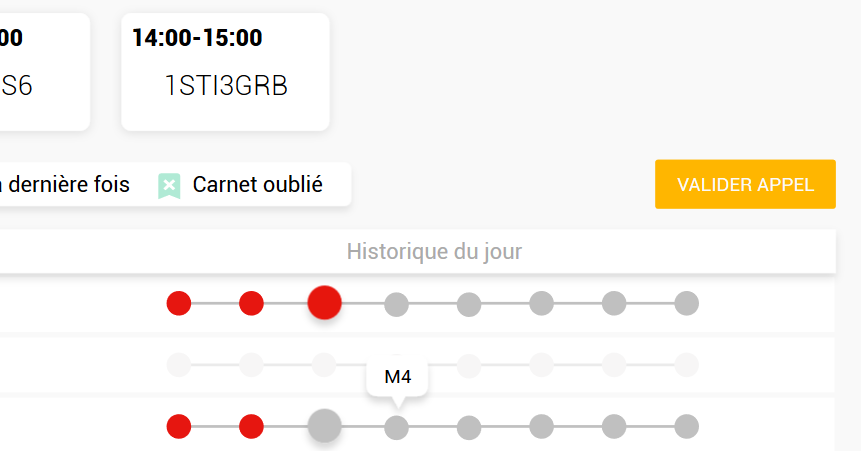 00
14:00-15:00
S6
1STI3GRB
dernière fois
Carnet oublié
VALIDER APPEL
Historique du jour
M4